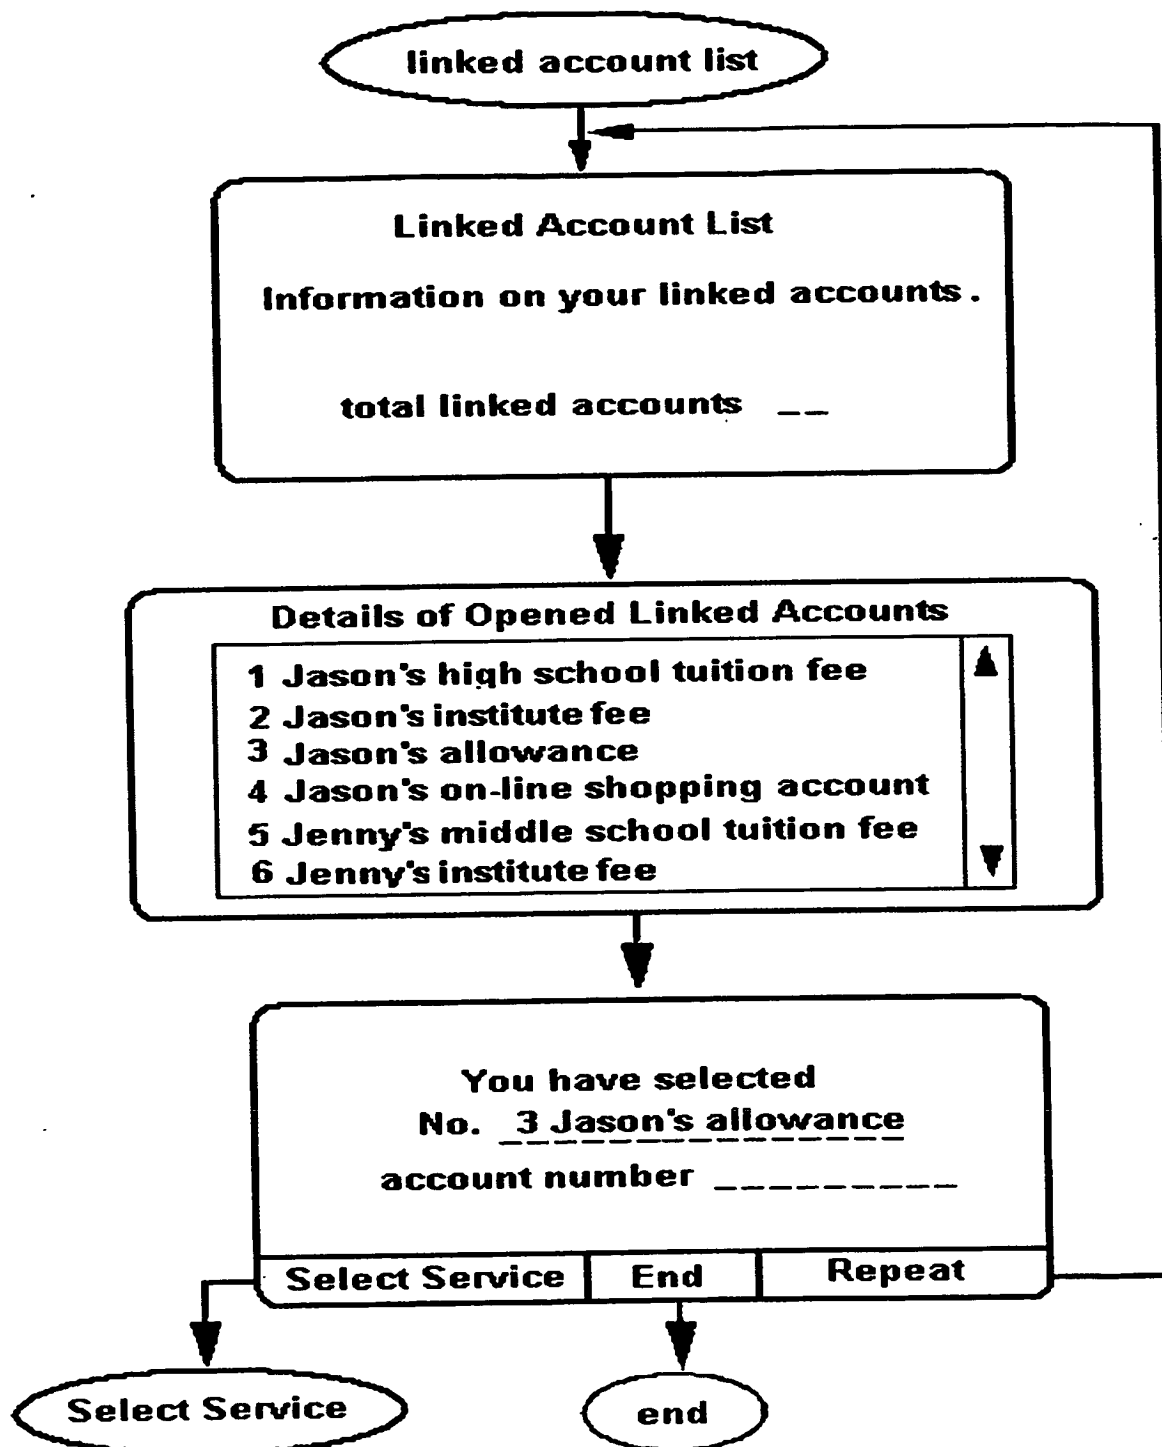 linked account list
Linked Account List
Information on your linked accounts.
total linked accounts __
Details of Opened Linked Accounts
1 Jason's high school tuition fee
2 Jason's institute fee
3 Jason's allowance
4 Jason's on-line shopping account
5 Jenny's middle school tuition fee
6 Jenny's institute fee
You have selected
No. 3 Jason's allowance
account number _________
Select Service End Repeat
Select Service
end